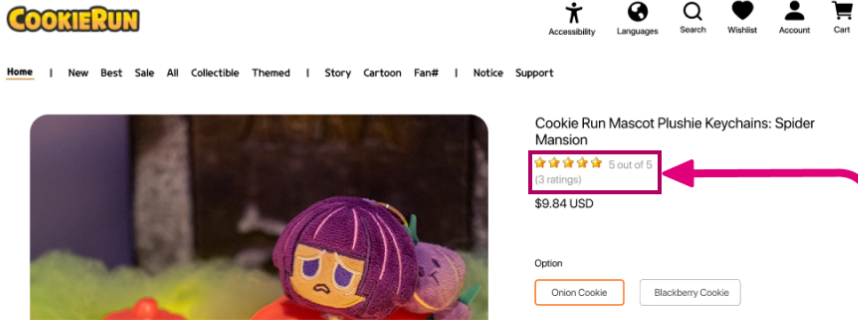 COOKIERUN
Accessibility Languages Search Wishlist Account Cart
Home | New Best Sale All Collectible Themed | Story Cartoon Fan# | Notice Support
Cookie Run Mascot Plushie Keychains: Spider
Mansion
5 out of 5
(3 ratings)
$9.84 USD
Option
Onion Cookie Blackberry Cookie